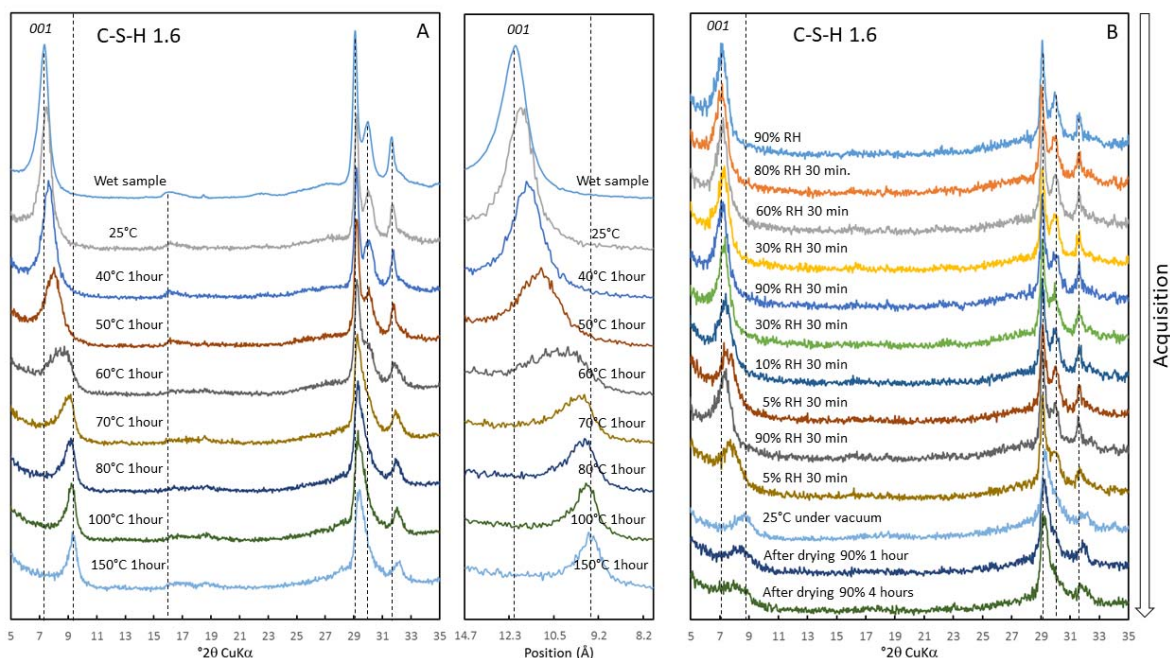 001
C-S-H 1.6
A
Wet sample
25°C
40°C 1hour
50°C 1hour
60°C 1hour
70°C 1hour
80°C 1hour
100°C 1hour
150°C 1hour
5 7 9 11 13 15 17 19 21 23 25 27 29 31 33 35
°2θ CuKα
001
Wet sample
25°C
40°C 1hour
50°C 1hour
60°C 1hour
70°C 1hour
80°C 1hour
100°C 1hour
150°C 1hour
14.7 12.3 10.5 9.2 8.2
Position (Å)
001
C-S-H 1.6
B
90% RH
80% RH 30 min.
60% RH 30 min
30% RH 30 min
90% RH 30 min
30% RH 30 min
10% RH 30 min
5% RH 30 min
90% RH 30 min
5% RH 30 min
25°C under vacuum
After drying 90% 1 hour
After drying 90% 4 hours
5 7 9 11 13 15 17 19 21 23 25 27 29 31 33 35
°2θ CuKα
Acquisition